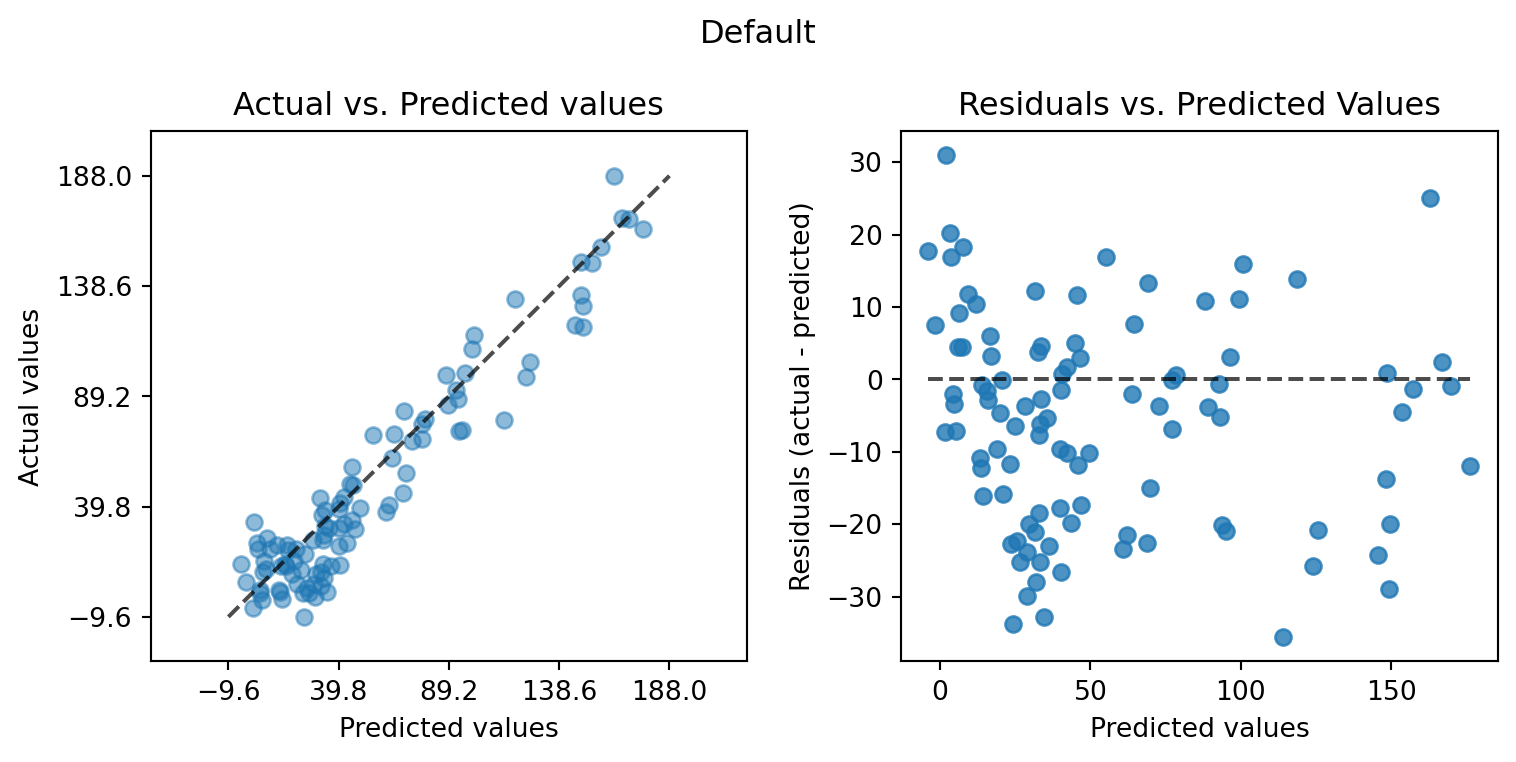 Default
Actual vs. Predicted values
188.0
138.6
89.2
39.8
−9.6
Actual values
−9.6 39.8 89.2 138.6 188.0
Predicted values
Residuals vs. Predicted Values
30
20
10
0
−10
−20
−30
Residuals (actual - predicted)
0 50 100 150
Predicted values